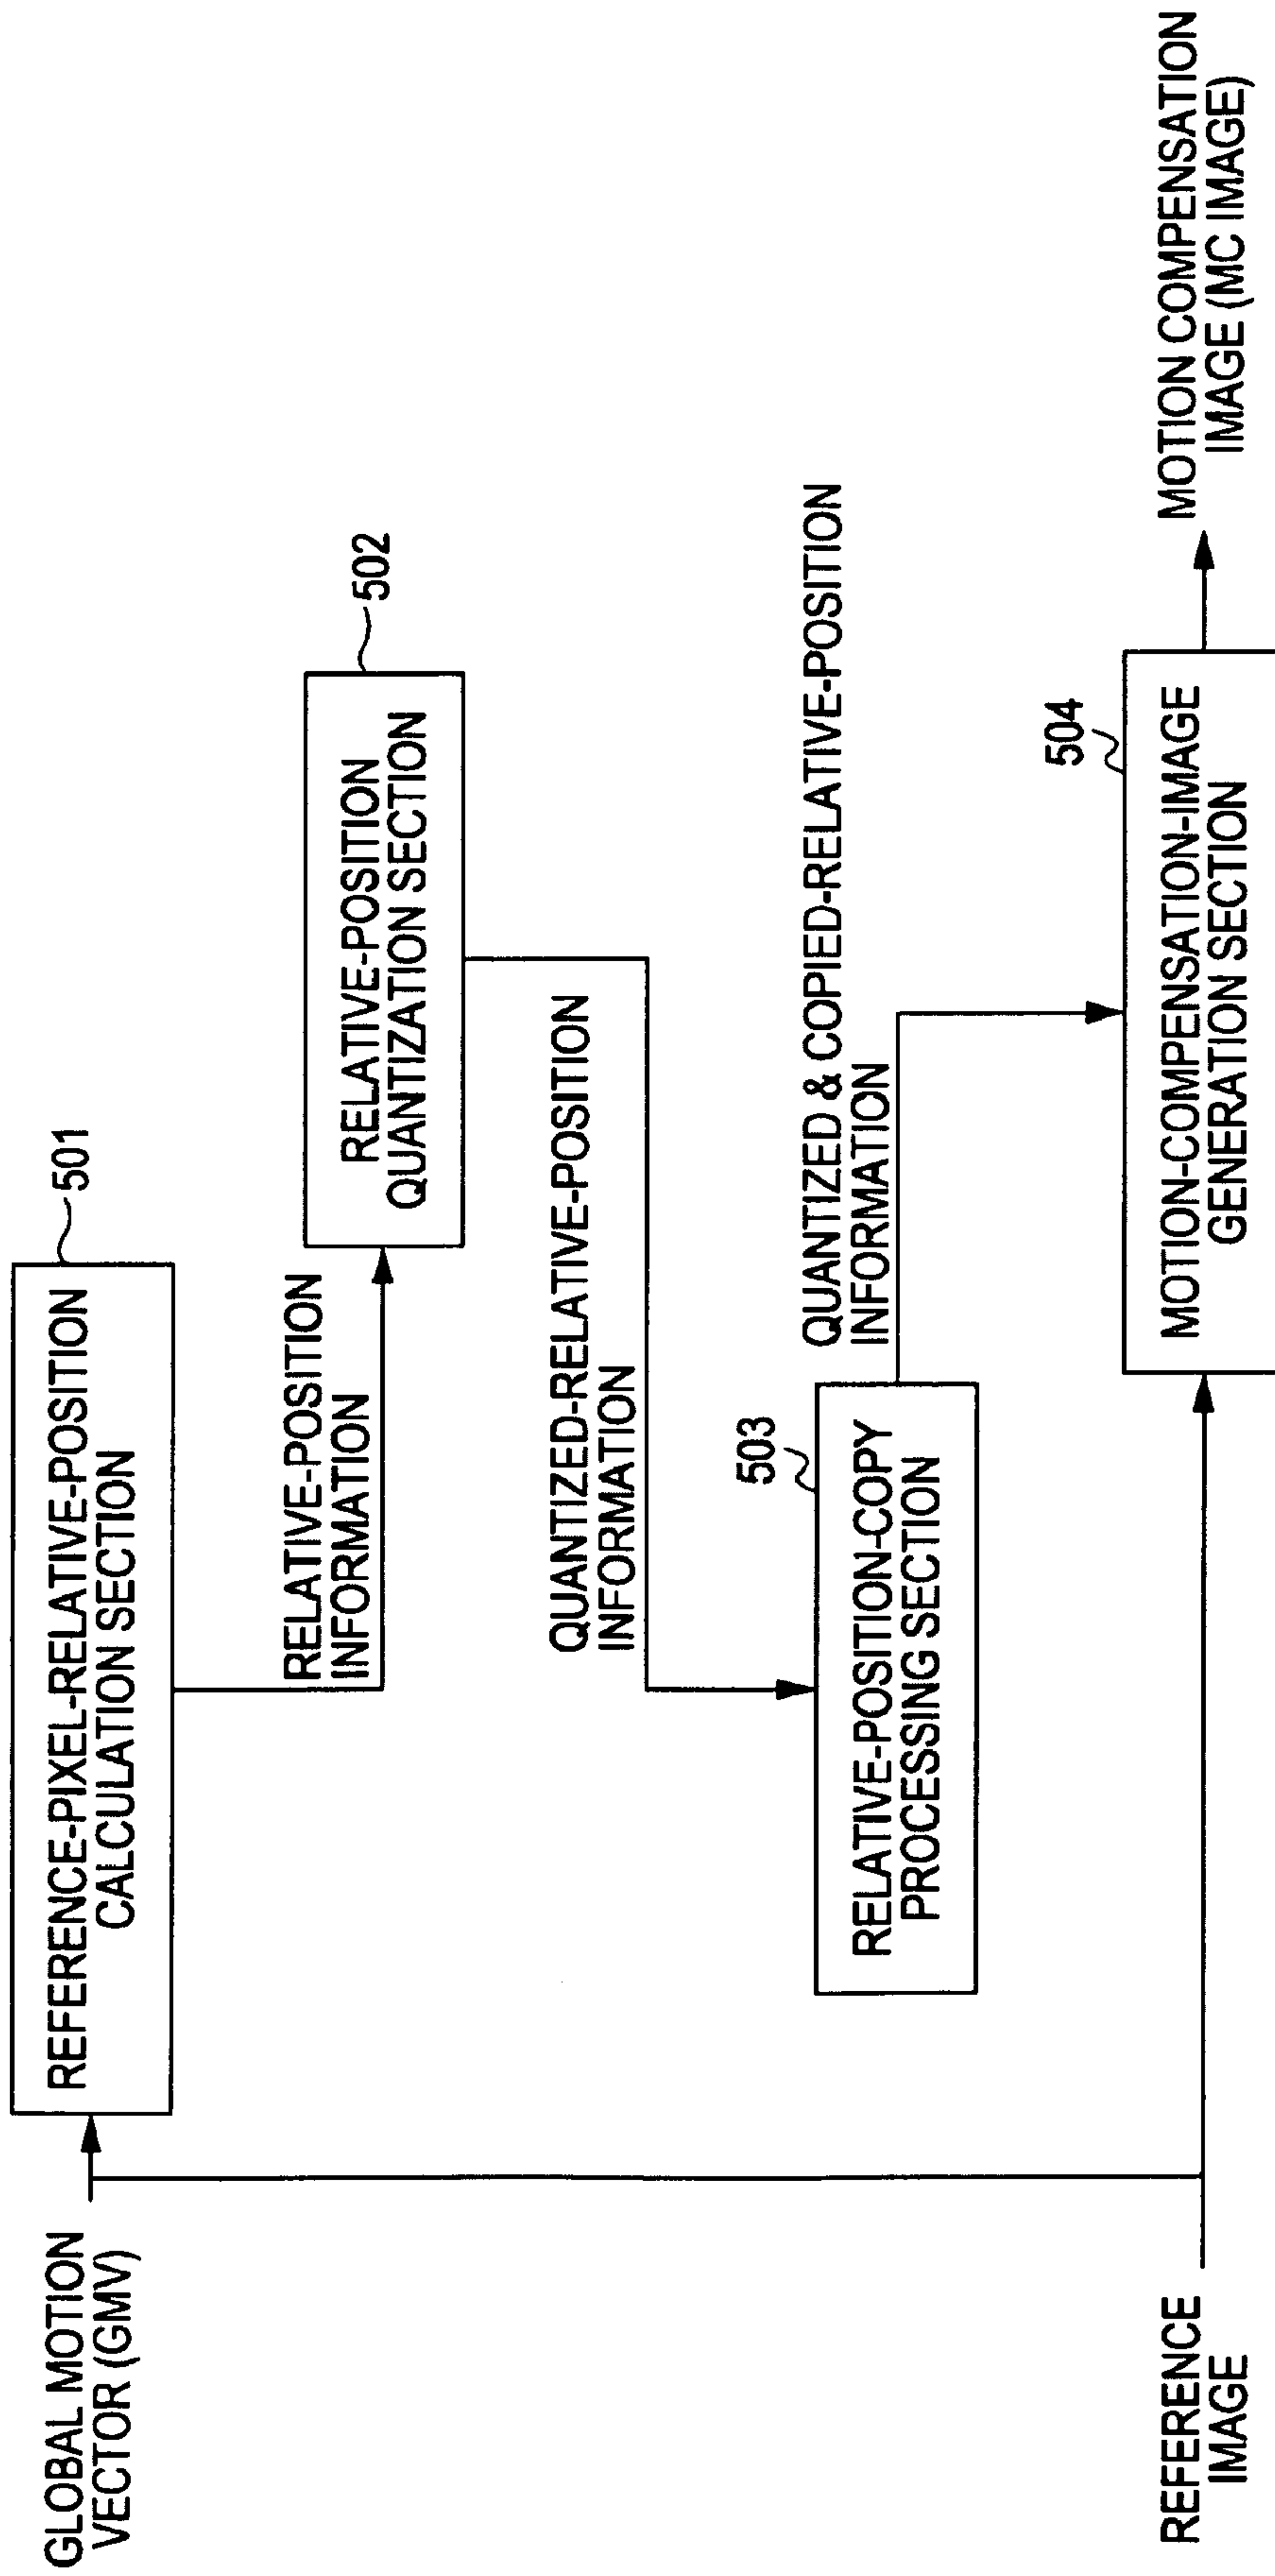 GLOBAL MOTION
VECTOR (GMV)
REFERENCE-PIXEL-RELATIVE-POSITION
CALCULATION SECTION
501
RELATIVE-POSITION
INFORMATION
RELATIVE-POSITION
QUANTIZATION SECTION
502
QUANTIZED-RELATIVE-POSITION
INFORMATION
503
RELATIVE-POSITION-COPY
PROCESSING SECTION
QUANTIZED & COPIED-RELATIVE-POSITION
INFORMATION
504
REFERENCE
IMAGE
MOTION-COMPENSATION-IMAGE
GENERATION SECTION
MOTION COMPENSATION
IMAGE (MC IMAGE)